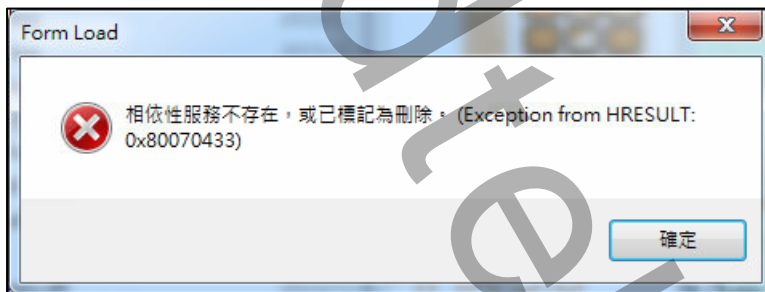 Form Load
相依性服務不存在，或已標記為刪除。 (Exception from HRESULT:
0x80070433)
確定